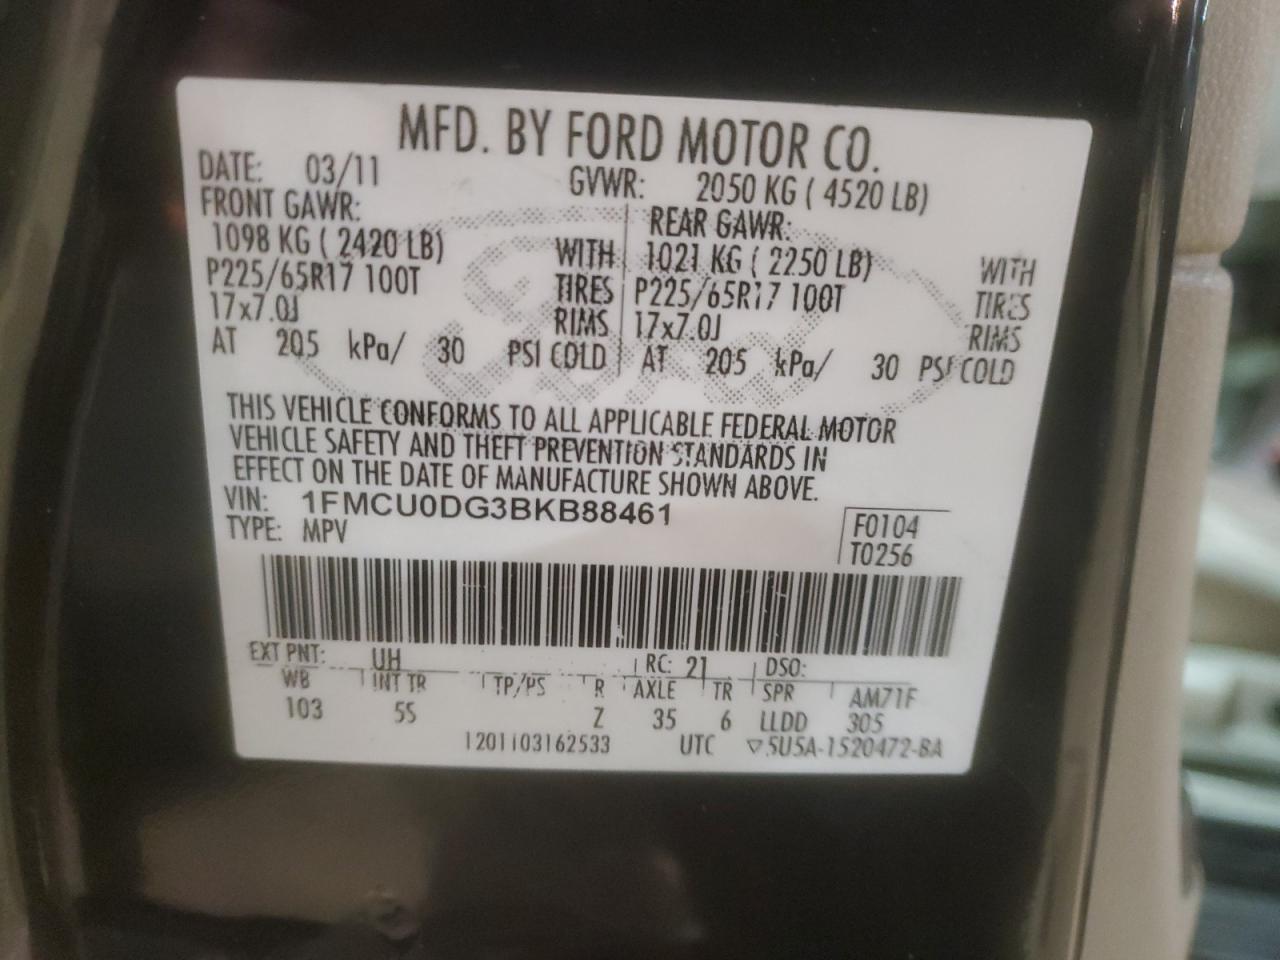 MFD. BY FORD MOTOR CO.
DATE: 03/11 GVWR: 2050 KG ( 4520 LB)
FRONT GAWR: REAR GAWR:
1098 KG ( 2420 LB) WITH 1021 KG ( 2250 LB) WITH
P225/65R17 100T TIRES P225/65R17 100T TIRES
17x7.0J RIMS 17x7.0J RIMS
AT 205 kPa/ 30 PSI COLD AT 205 kPa/ 30 PSI COLD
THIS VEHICLE CONFORMS TO ALL APPLICABLE FEDERAL MOTOR
VEHICLE SAFETY AND THEFT PREVENTION STANDARDS IN
EFFECT ON THE DATE OF MANUFACTURE SHOWN ABOVE.
VIN: 1FMCU0DG3BKB88461
TYPE: MPV
F0104
T0256
EXT PNT: UH RC: 21 DSO:
WB INT TR TP/PS R AXLE TR SPR AM71F
103 5S Z 35 6 LLDD 305
1201103162533 UTC ▽5U5A-1520472-BA
Ford